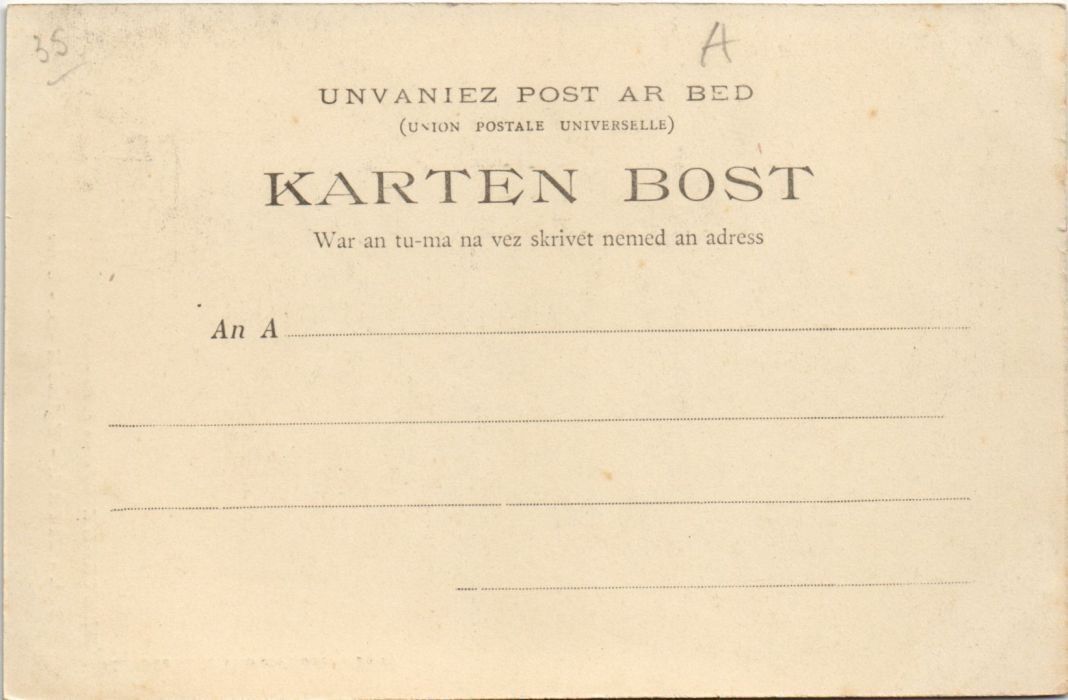 35
A
UNVANIEZ POST AR BED
(UNION POSTALE UNIVERSELLE)
KARTEN BOST
War an tu-ma na vez skrivet nemed an adress
An A